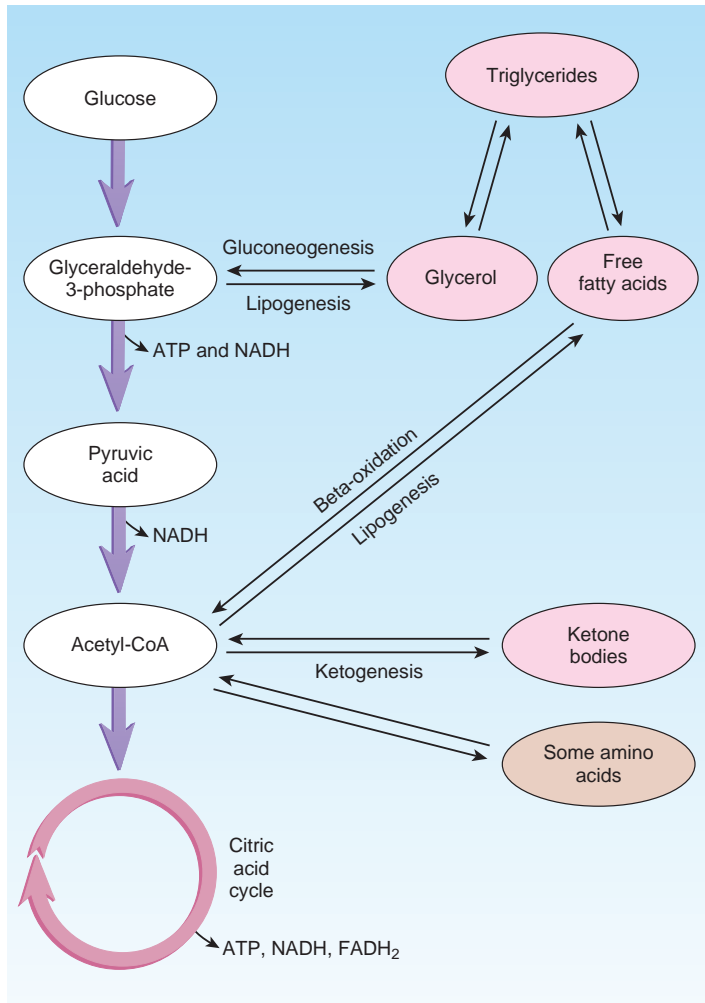 Triglycerides
Glucose
Gluconeogenesis
Glyceraldehyde-
3-phosphate
Glycerol
Free
fatty acids
Lipogenesis
ATP and NADH
Beta-oxidation
Lipogenesis
Pyruvic
acid
NADH
Acetyl-CoA
Ketone
bodies
Ketogenesis
Some amino
acids
Citric
acid
cycle
ATP, NADH, FADH₂